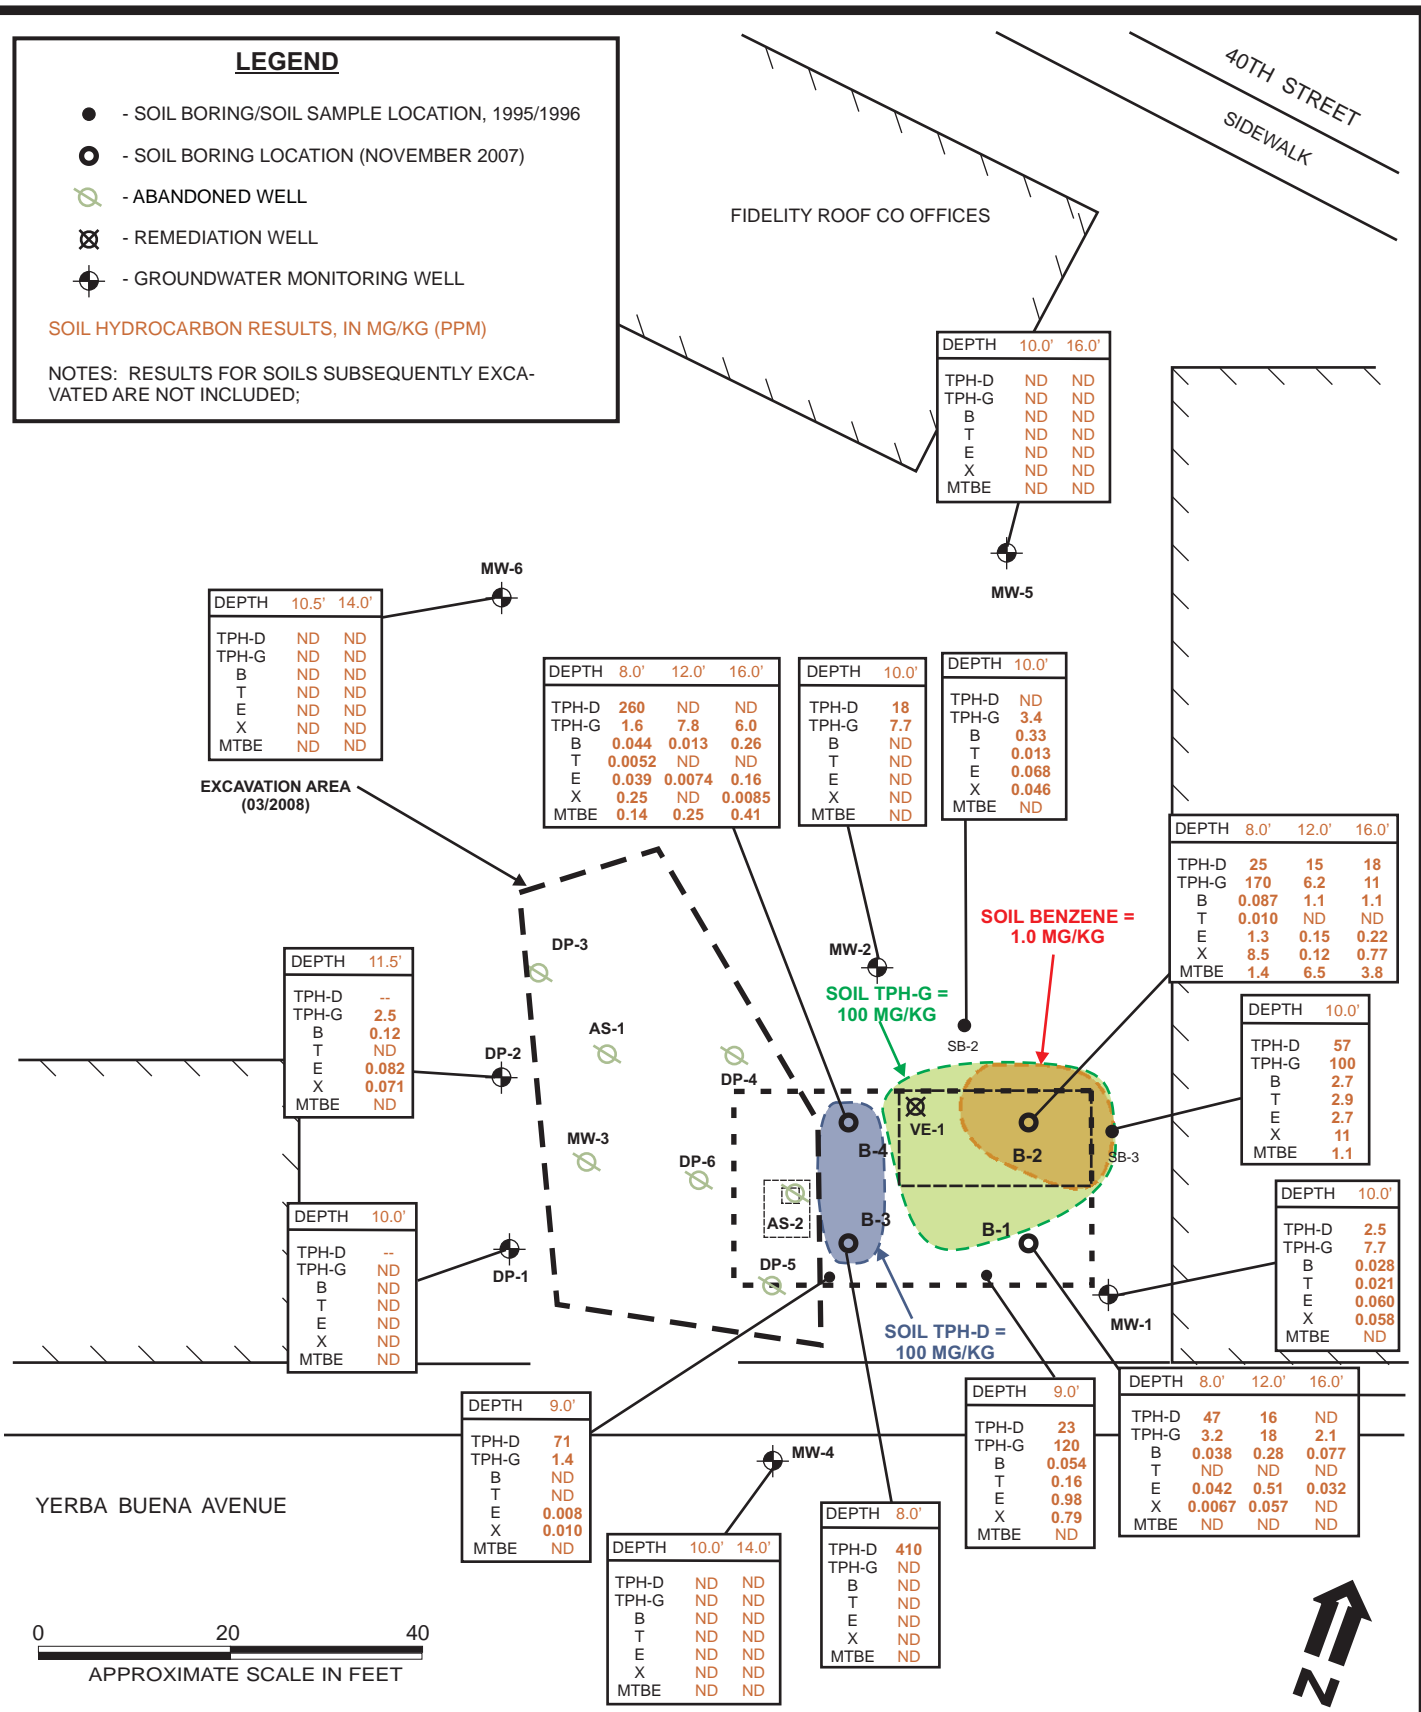 LEGEND
- SOIL BORING/SOIL SAMPLE LOCATION, 1995/1996
- SOIL BORING LOCATION (NOVEMBER 2007)
- ABANDONED WELL
- REMEDIATION WELL
- GROUNDWATER MONITORING WELL
SOIL HYDROCARBON RESULTS, IN MG/KG (PPM)
NOTES: RESULTS FOR SOILS SUBSEQUENTLY EXCA-
VATED ARE NOT INCLUDED;
40TH STREET
SIDEWALK
FIDELITY ROOF CO OFFICES
DEPTH 10.0' 16.0'
TPH-D ND ND
TPH-G ND ND
B ND ND
T ND ND
E ND ND
X ND ND
MTBE ND ND
MW-5
MW-6
DEPTH 10.5' 14.0'
TPH-D ND ND
TPH-G ND ND
B ND ND
T ND ND
E ND ND
X ND ND
MTBE ND ND
EXCAVATION AREA
(03/2008)
DEPTH 8.0' 12.0' 16.0'
TPH-D 260 ND ND
TPH-G 1.6 7.8 6.0
B 0.044 0.013 0.26
T 0.0052 ND ND
E 0.039 0.0074 0.16
X 0.25 ND 0.0085
MTBE 0.14 0.25 0.41
DEPTH 10.0'
TPH-D 18
TPH-G 7.7
B ND
T ND
E ND
X ND
MTBE ND
DEPTH 10.0'
TPH-D ND
TPH-G 3.4
B 0.33
T 0.013
E 0.068
X 0.046
MTBE ND
DEPTH 8.0' 12.0' 16.0'
TPH-D 25 15 18
TPH-G 170 6.2 11
B 0.087 1.1 1.1
T 0.010 ND ND
E 1.3 0.15 0.22
X 8.5 0.12 0.77
MTBE 1.4 6.5 3.8
SOIL BENZENE =
1.0 MG/KG
MW-2
SOIL TPH-G =
100 MG/KG
DP-3
DEPTH 11.5'
TPH-D --
TPH-G 2.5
B 0.12
T ND
E 0.082
X 0.071
MTBE ND
DEPTH 10.0'
TPH-D 57
TPH-G 100
B 2.7
T 2.9
E 2.7
X 11
MTBE 1.1
AS-1
DP-2
DP-4
SB-2
VE-1
B-4
B-2
SB-3
MW-3
DP-6
AS-2
B-3
B-1
DP-5
DP-1
DEPTH 10.0'
TPH-D --
TPH-G ND
B ND
T ND
E ND
X ND
MTBE ND
DEPTH 10.0'
TPH-D 2.5
TPH-G 7.7
B 0.028
T 0.021
E 0.060
X 0.058
MTBE ND
MW-1
SOIL TPH-D =
100 MG/KG
DEPTH 9.0'
TPH-D 71
TPH-G 1.4
B ND
T ND
E 0.008
X 0.010
MTBE ND
DEPTH 9.0'
TPH-D 23
TPH-G 120
B 0.054
T 0.16
E 0.98
X 0.79
MTBE ND
DEPTH 8.0' 12.0' 16.0'
TPH-D 47 16 ND
TPH-G 3.2 18 2.1
B 0.038 0.28 0.077
T ND ND ND
E 0.042 0.51 0.032
X 0.0067 0.057 ND
MTBE ND ND ND
MW-4
YERBA BUENA AVENUE
DEPTH 10.0' 14.0'
TPH-D ND ND
TPH-G ND ND
B ND ND
T ND ND
E ND ND
X ND ND
MTBE ND ND
DEPTH 8.0'
TPH-D 410
TPH-G ND
B ND
T ND
E ND
X ND
MTBE ND
0 20 40
APPROXIMATE SCALE IN FEET
N